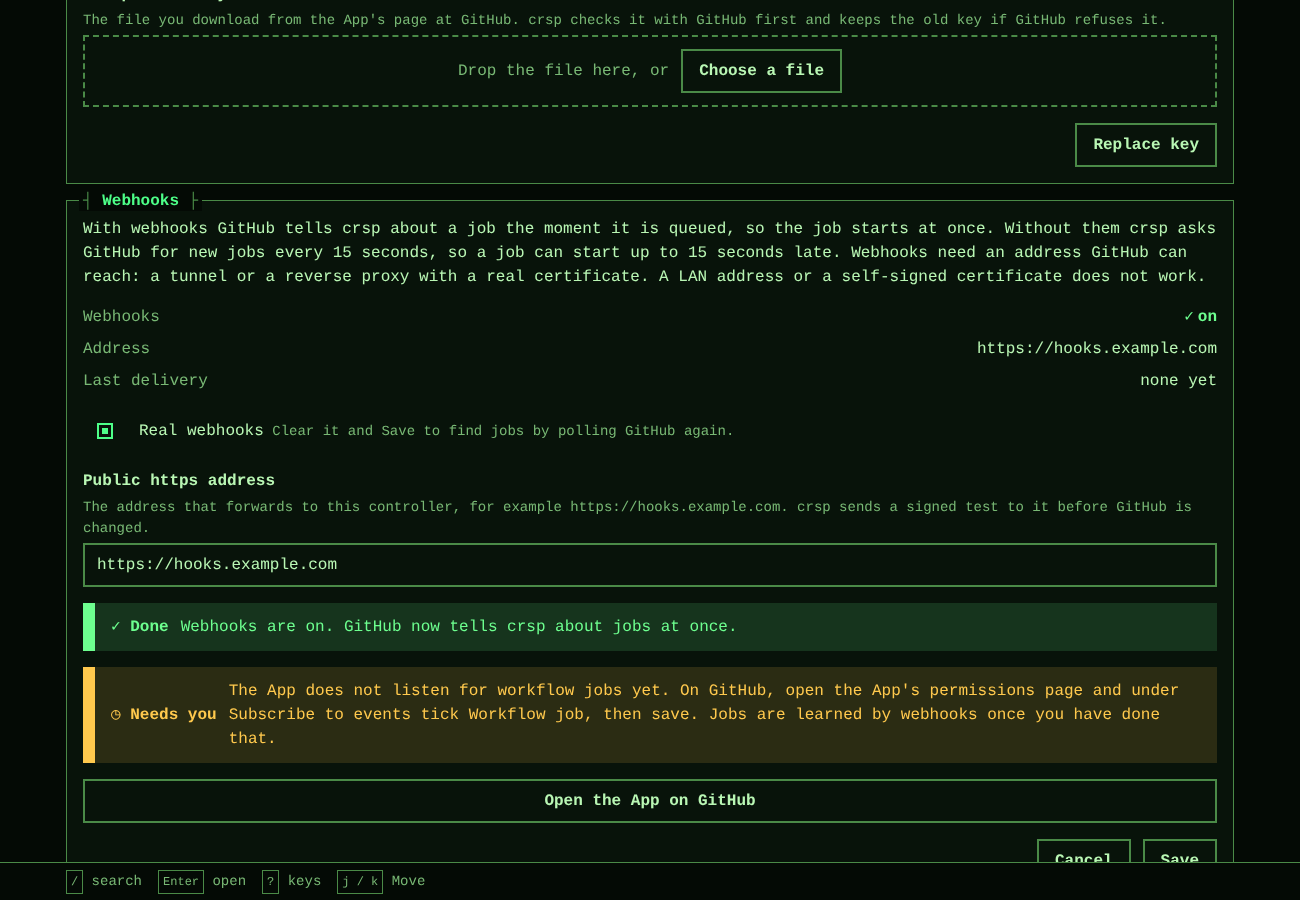 The file you download from the App's page at GitHub. crsp checks it with GitHub first and keeps the old key if GitHub refuses it.
Drop the file here, or Choose a file
Replace key
Webhooks
With webhooks GitHub tells crsp about a job the moment it is queued, so the job starts at once. Without them crsp asks
GitHub for new jobs every 15 seconds, so a job can start up to 15 seconds late. Webhooks need an address GitHub can
reach: a tunnel or a reverse proxy with a real certificate. A LAN address or a self-signed certificate does not work.
Webhooks ✓ on
Address https://hooks.example.com
Last delivery none yet
Real webhooks Clear it and Save to find jobs by polling GitHub again.
Public https address
The address that forwards to this controller, for example https://hooks.example.com. crsp sends a signed test to it before GitHub is
changed.
https://hooks.example.com
✓ Done Webhooks are on. GitHub now tells crsp about jobs at once.
The App does not listen for workflow jobs yet. On GitHub, open the App's permissions page and under
◷ Needs you Subscribe to events tick Workflow job, then save. Jobs are learned by webhooks once you have done
that.
Open the App on GitHub
Cancel Save
/ search Enter open ? keys j / k Move